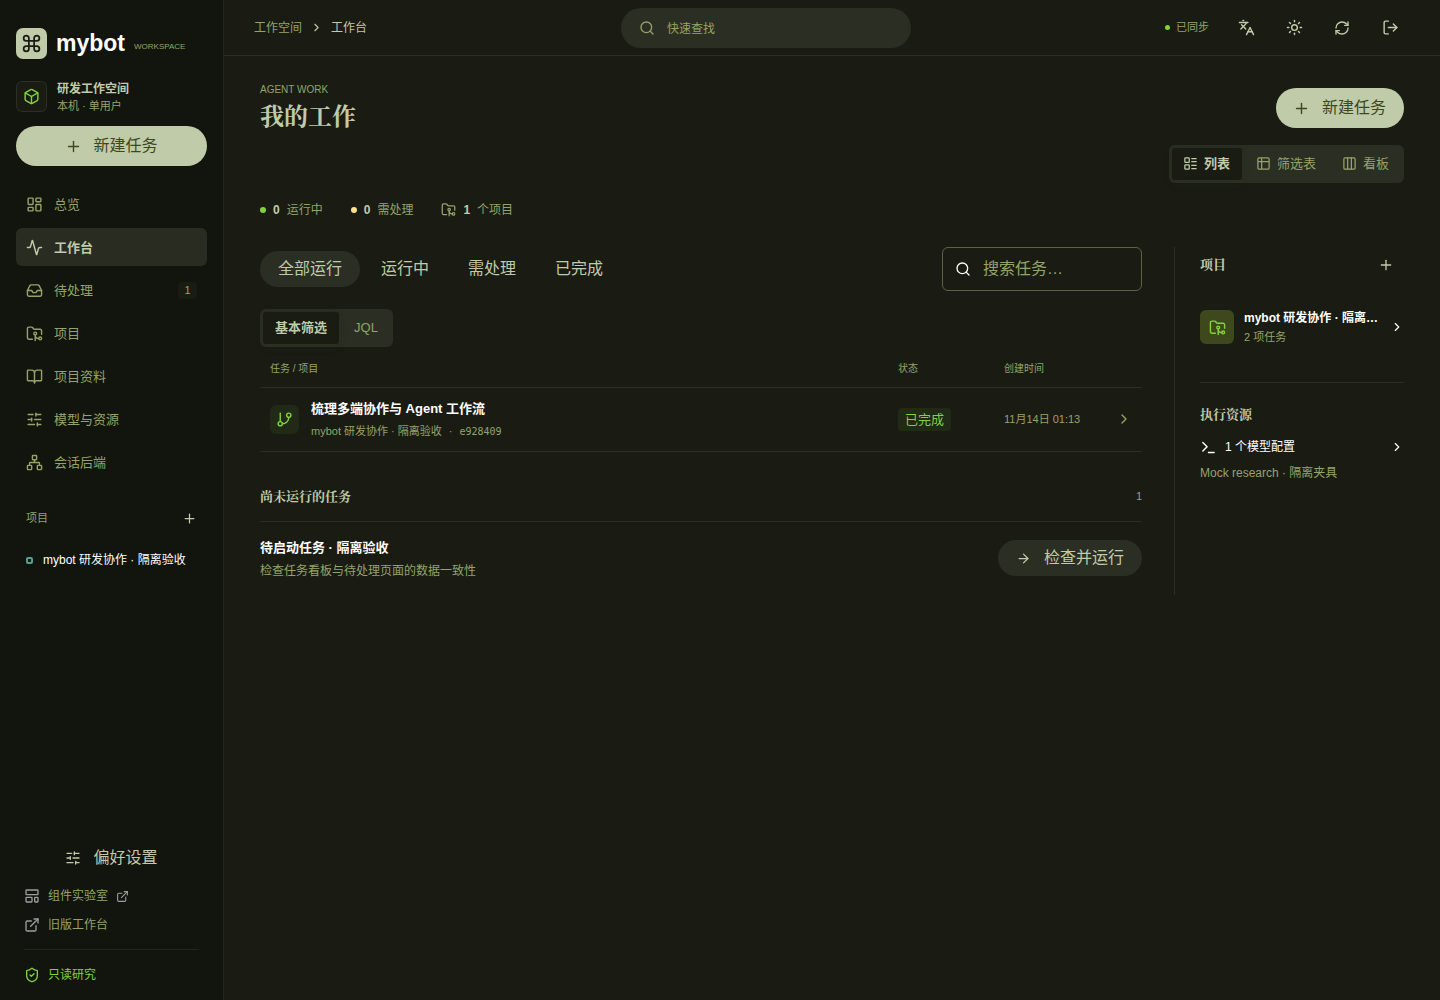 mybot WORKSPACE
研发工作空间
本机 · 单用户
新建任务
总览
工作台
待处理 1
项目
项目资料
模型与资源
会话后端
项目
mybot 研发协作 · 隔离验收
偏好设置
组件实验室
旧版工作台
只读研究
工作空间 工作台
快速查找
已同步
AGENT WORK
我的工作
新建任务
列表 筛选表 看板
0 运行中 0 需处理 1 个项目
全部运行 运行中 需处理 已完成
搜索任务…
基本筛选 JQL
任务 / 项目 状态 创建时间
梳理多端协作与 Agent 工作流
mybot 研发协作 · 隔离验收 · e928409
已完成
11月14日 01:13
尚未运行的任务 1
待启动任务 · 隔离验收
检查任务看板与待处理页面的数据一致性
检查并运行
项目
mybot 研发协作 · 隔离…
2 项任务
执行资源
1 个模型配置
Mock research · 隔离夹具